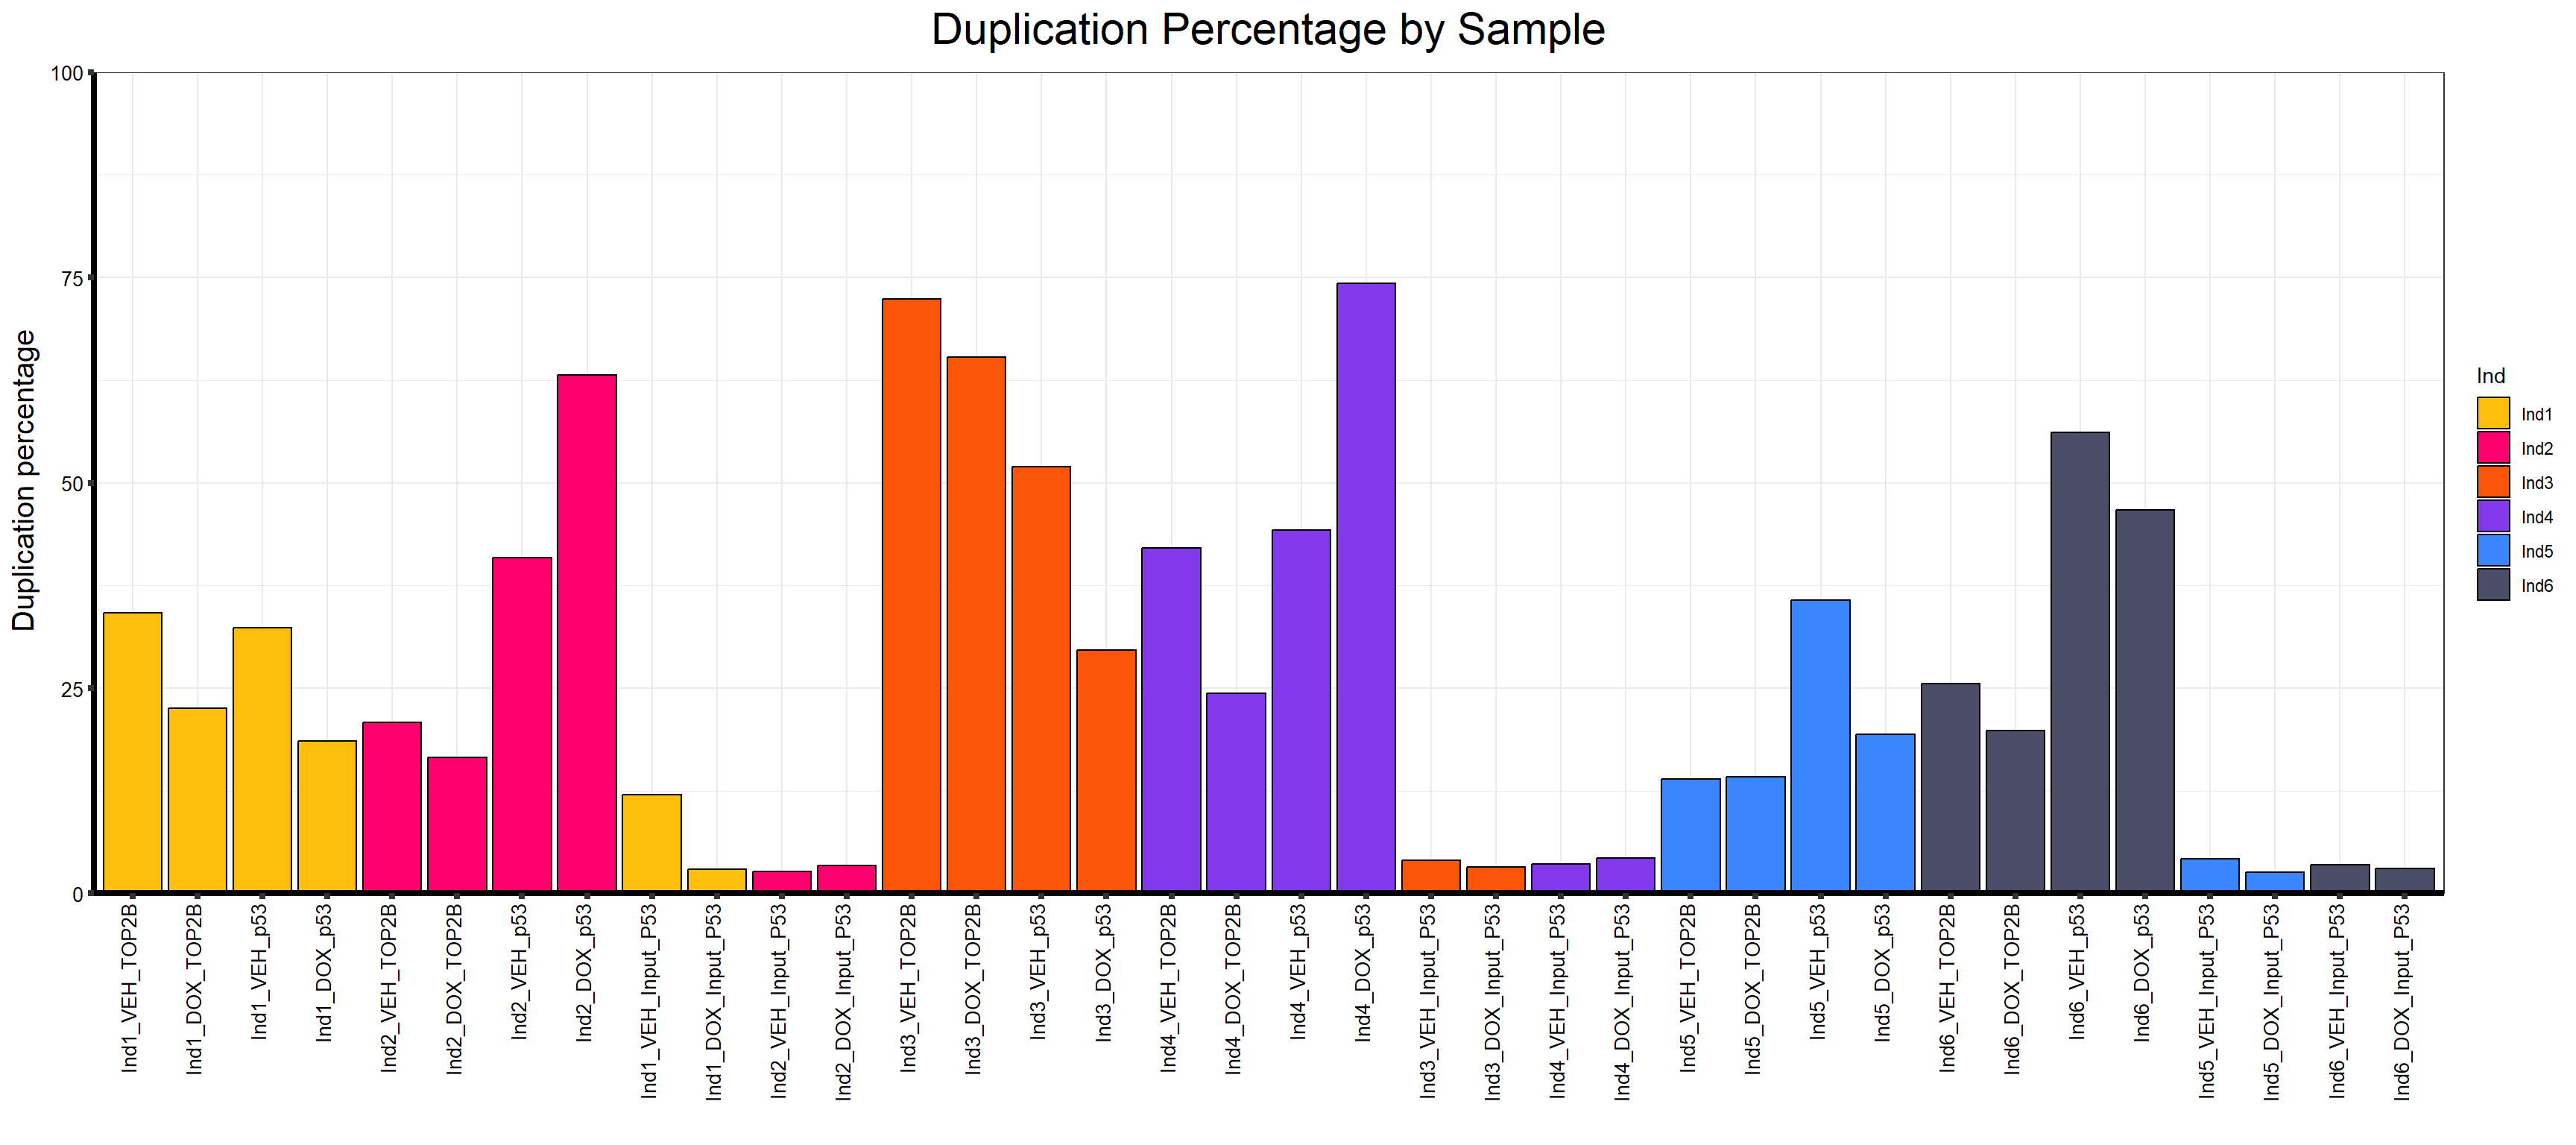 Duplication Percentage by Sample
Duplication percentage
100
75
50
25
0
Ind1_VEH_TOP2B
Ind1_DOX_TOP2B
Ind1_VEH_p53
Ind1_DOX_p53
Ind2_VEH_TOP2B
Ind2_DOX_TOP2B
Ind2_VEH_p53
Ind2_DOX_p53
Ind1_VEH_Input_P53
Ind1_DOX_Input_P53
Ind2_VEH_Input_P53
Ind2_DOX_Input_P53
Ind3_VEH_TOP2B
Ind3_DOX_TOP2B
Ind3_VEH_p53
Ind3_DOX_p53
Ind4_VEH_TOP2B
Ind4_DOX_TOP2B
Ind4_VEH_p53
Ind4_DOX_p53
Ind3_VEH_Input_P53
Ind3_DOX_Input_P53
Ind4_VEH_Input_P53
Ind4_DOX_Input_P53
Ind5_VEH_TOP2B
Ind5_DOX_TOP2B
Ind5_VEH_p53
Ind5_DOX_p53
Ind6_VEH_TOP2B
Ind6_DOX_TOP2B
Ind6_VEH_p53
Ind6_DOX_p53
Ind5_VEH_Input_P53
Ind5_DOX_Input_P53
Ind6_VEH_Input_P53
Ind6_DOX_Input_P53
Ind
Ind1
Ind2
Ind3
Ind4
Ind5
Ind6